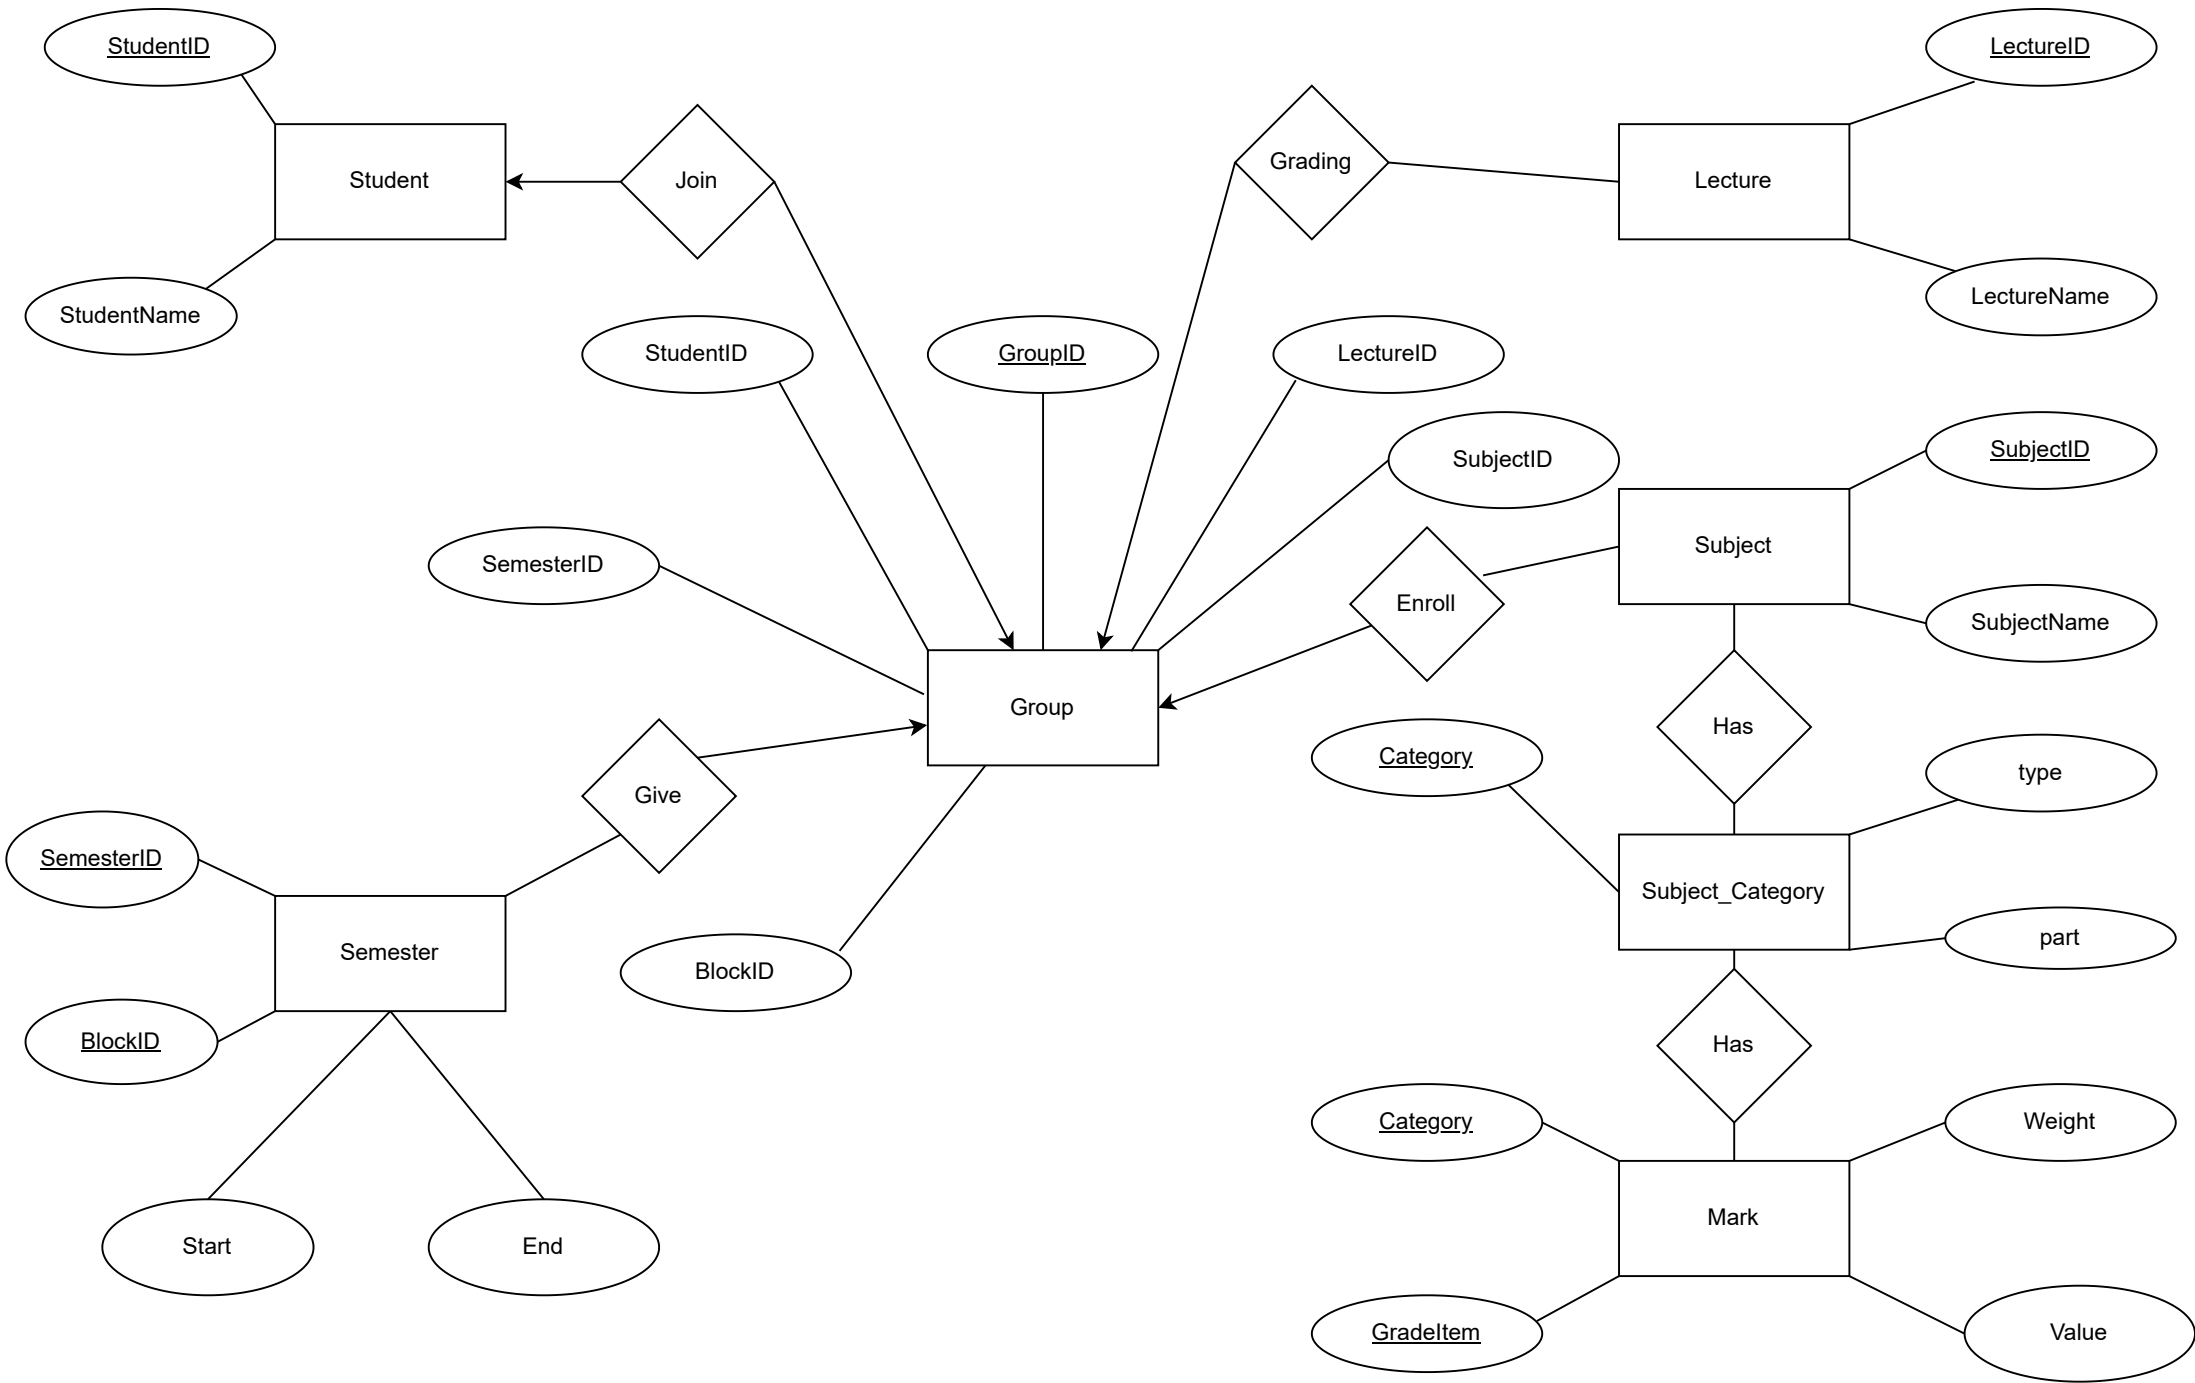 StudentID
LectureID
Student
Join
Grading
Lecture
StudentName
LectureName
StudentID
GroupID
LectureID
SubjectID
SubjectID
SemesterID
Subject
Enroll
SubjectName
Group
Has
Category
type
Give
SemesterID
Subject_Category
part
Semester
BlockID
BlockID
Has
Category
Weight
Mark
Start
End
GradeItem
Value